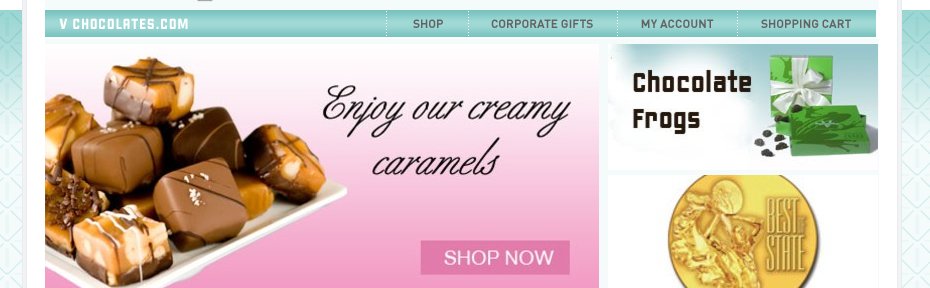 V CHOCOLATES.COM
SHOP
CORPORATE GIFTS
MY ACCOUNT
SHOPPING CART
Enjoy our creamy
caramels
SHOP NOW
Chocolate
Frogs
BEST
OF
STATE